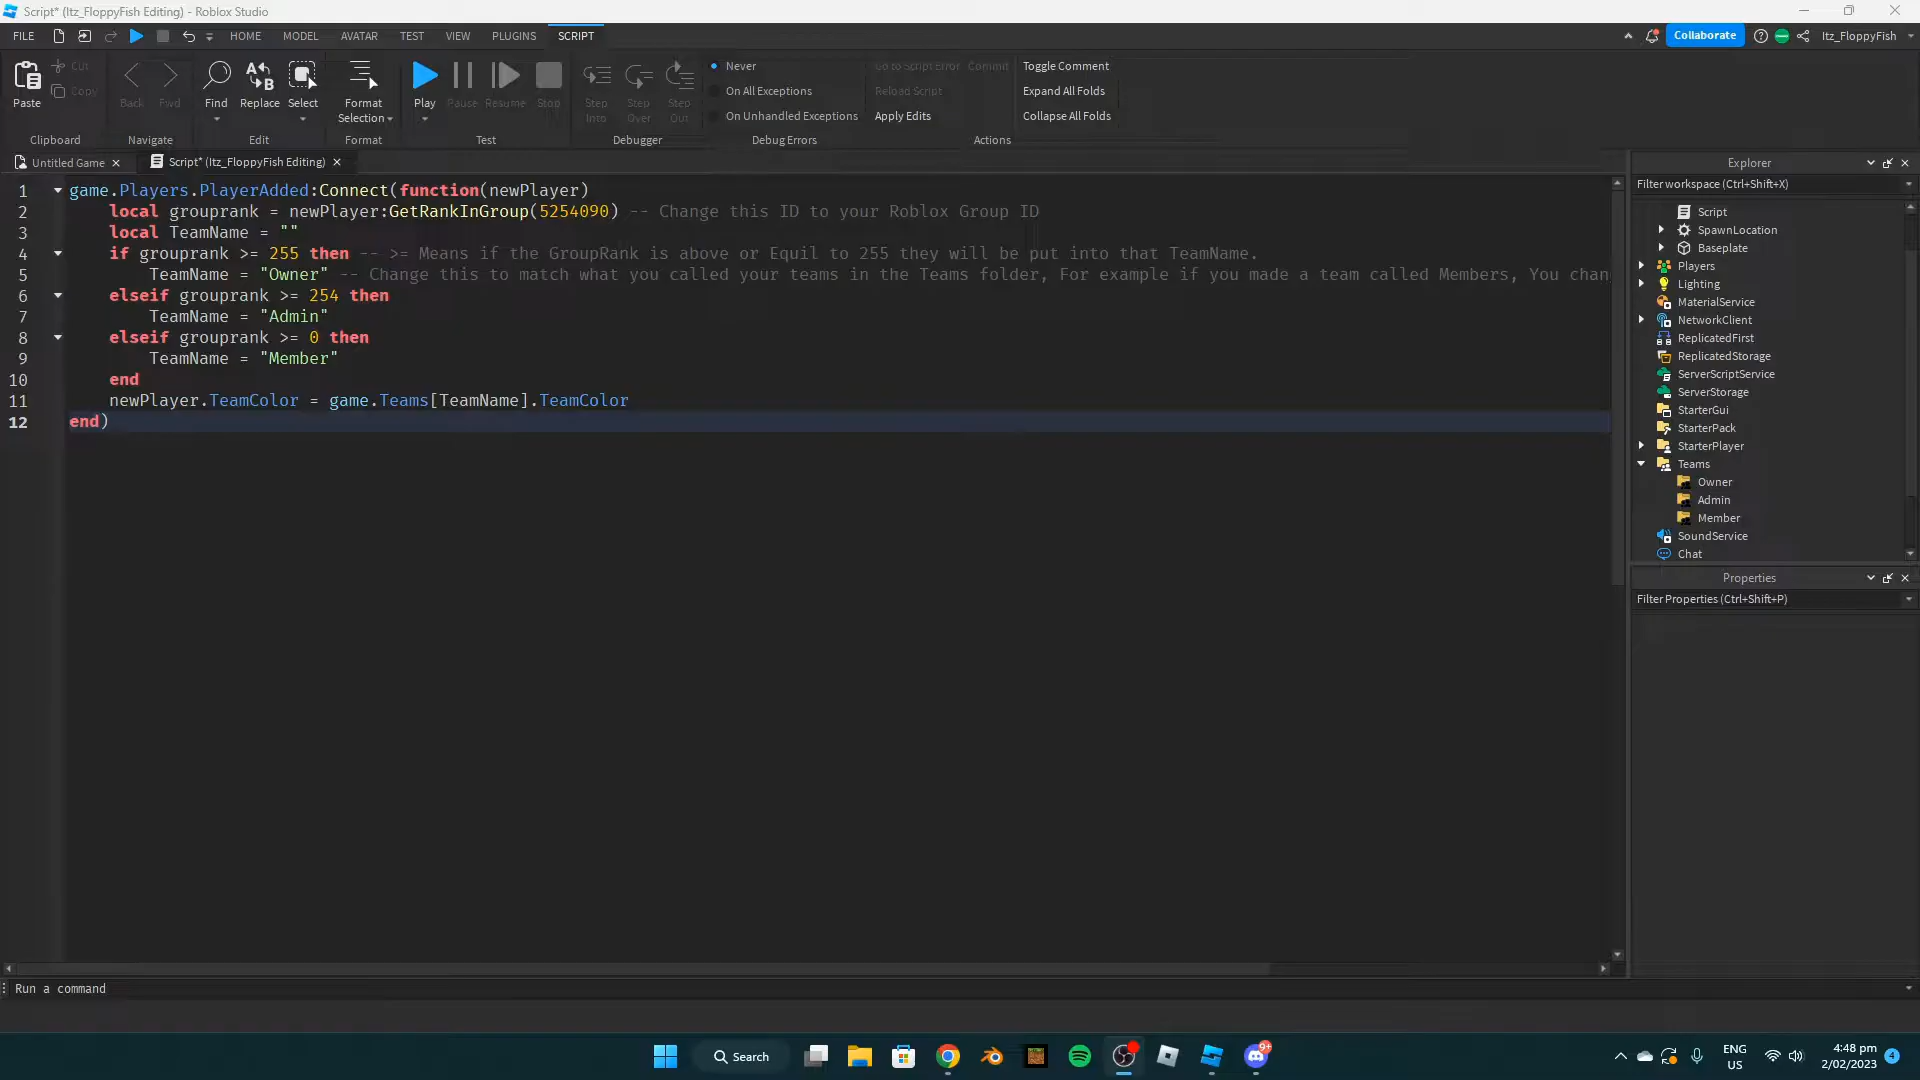 Script* (Itz_FloppyFish Editing) - Roblox Studio
FILE HOME MODEL AVATAR TEST VIEW PLUGINS SCRIPT Collaborate Itz_FloppyFish
Paste Cut Copy
Back Fwd Find Replace Select Format Selection
Play Pause Resume Stop Step Into Step Over Step Out
Never
On All Exceptions
On Unhandled Exceptions
Go to Script Error Commit
Reload Script
Apply Edits
Toggle Comment
Expand All Folds
Collapse All Folds
Clipboard Navigate Edit Format Test Debugger Debug Errors Actions
Untitled Game Script* (Itz_FloppyFish Editing)
1 game.Players.PlayerAdded:Connect(function(newPlayer)
2 local grouprank = newPlayer:GetRankInGroup(5254090) -- Change this ID to your Roblox Group ID
3 local TeamName = ""
4 if grouprank >= 255 then -- >= Means if the GroupRank is above or Equil to 255 they will be put into that TeamName.
5 TeamName = "Owner" -- Change this to match what you called your teams in the Teams folder, For example if you made a team called Members, You chan
6 elseif grouprank >= 254 then
7 TeamName = "Admin"
8 elseif grouprank >= 0 then
9 TeamName = "Member"
10 end
11 newPlayer.TeamColor = game.Teams[TeamName].TeamColor
12 end)
Explorer
Filter workspace (Ctrl+Shift+X)
Script
SpawnLocation
Baseplate
Players
Lighting
MaterialService
NetworkClient
ReplicatedFirst
ReplicatedStorage
ServerScriptService
ServerStorage
StarterGui
StarterPack
StarterPlayer
Teams
Owner
Admin
Member
SoundService
Chat
Properties
Filter Properties (Ctrl+Shift+P)
Run a command
Search
9+
ENG
US
4:48 pm
2/02/2023
4